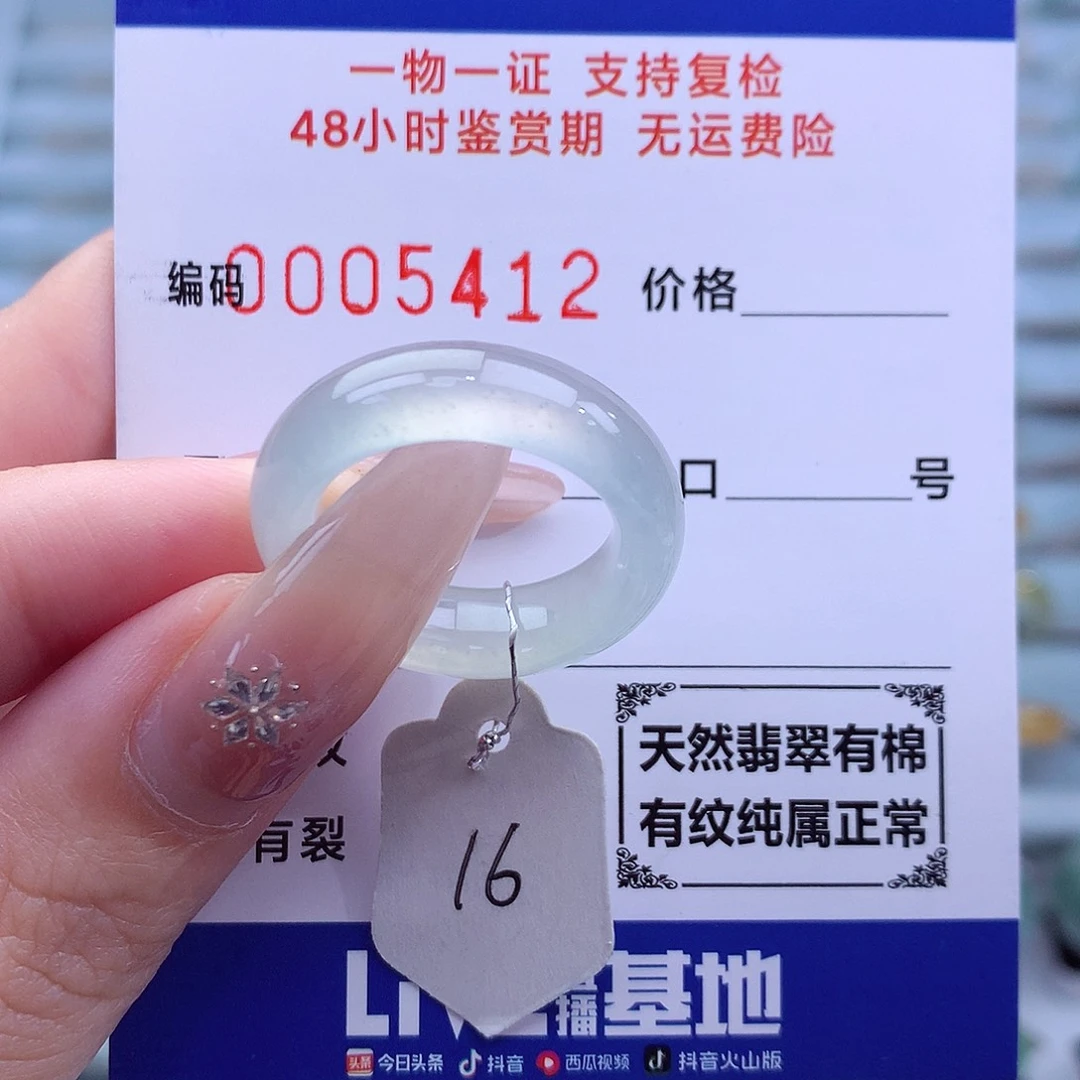 一物一证 支持复检
48小时鉴赏期 无运费险
编码0005412 价格
口 号
天然翡翠有棉
有纹纯属正常
有裂
16
基地
头条 今日头条 抖音 西瓜视频 抖音火山版